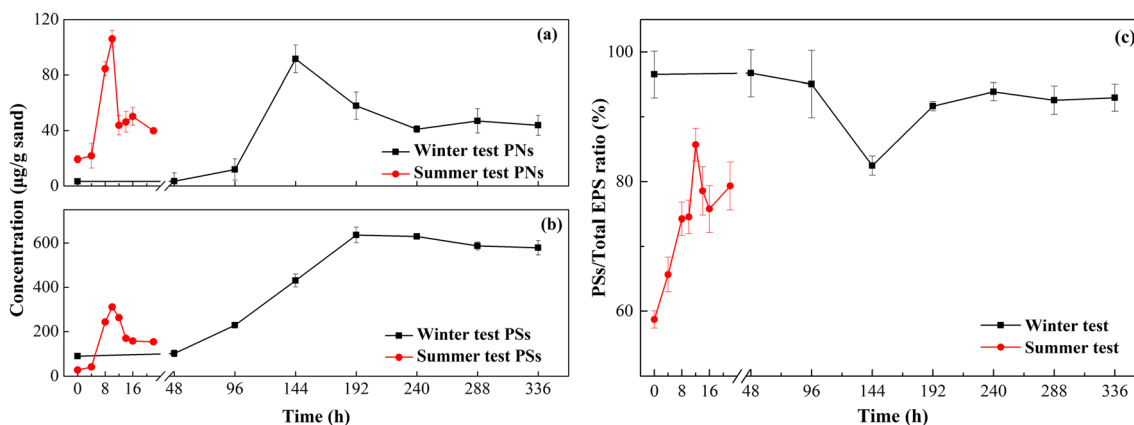 120
(a)
80
40
Winter test PNs
Summer test PNs
0
(b)
600
400
200
Winter test PSs
Summer test PSs
0
Concentration (μg/g sand)
0 8 16 48 96 144 192 240 288 336
Time (h)
(c)
100
80
60
PSs/Total EPS ratio (%)
Winter test
Summer test
0 8 16 48 96 144 192 240 288 336
Time (h)